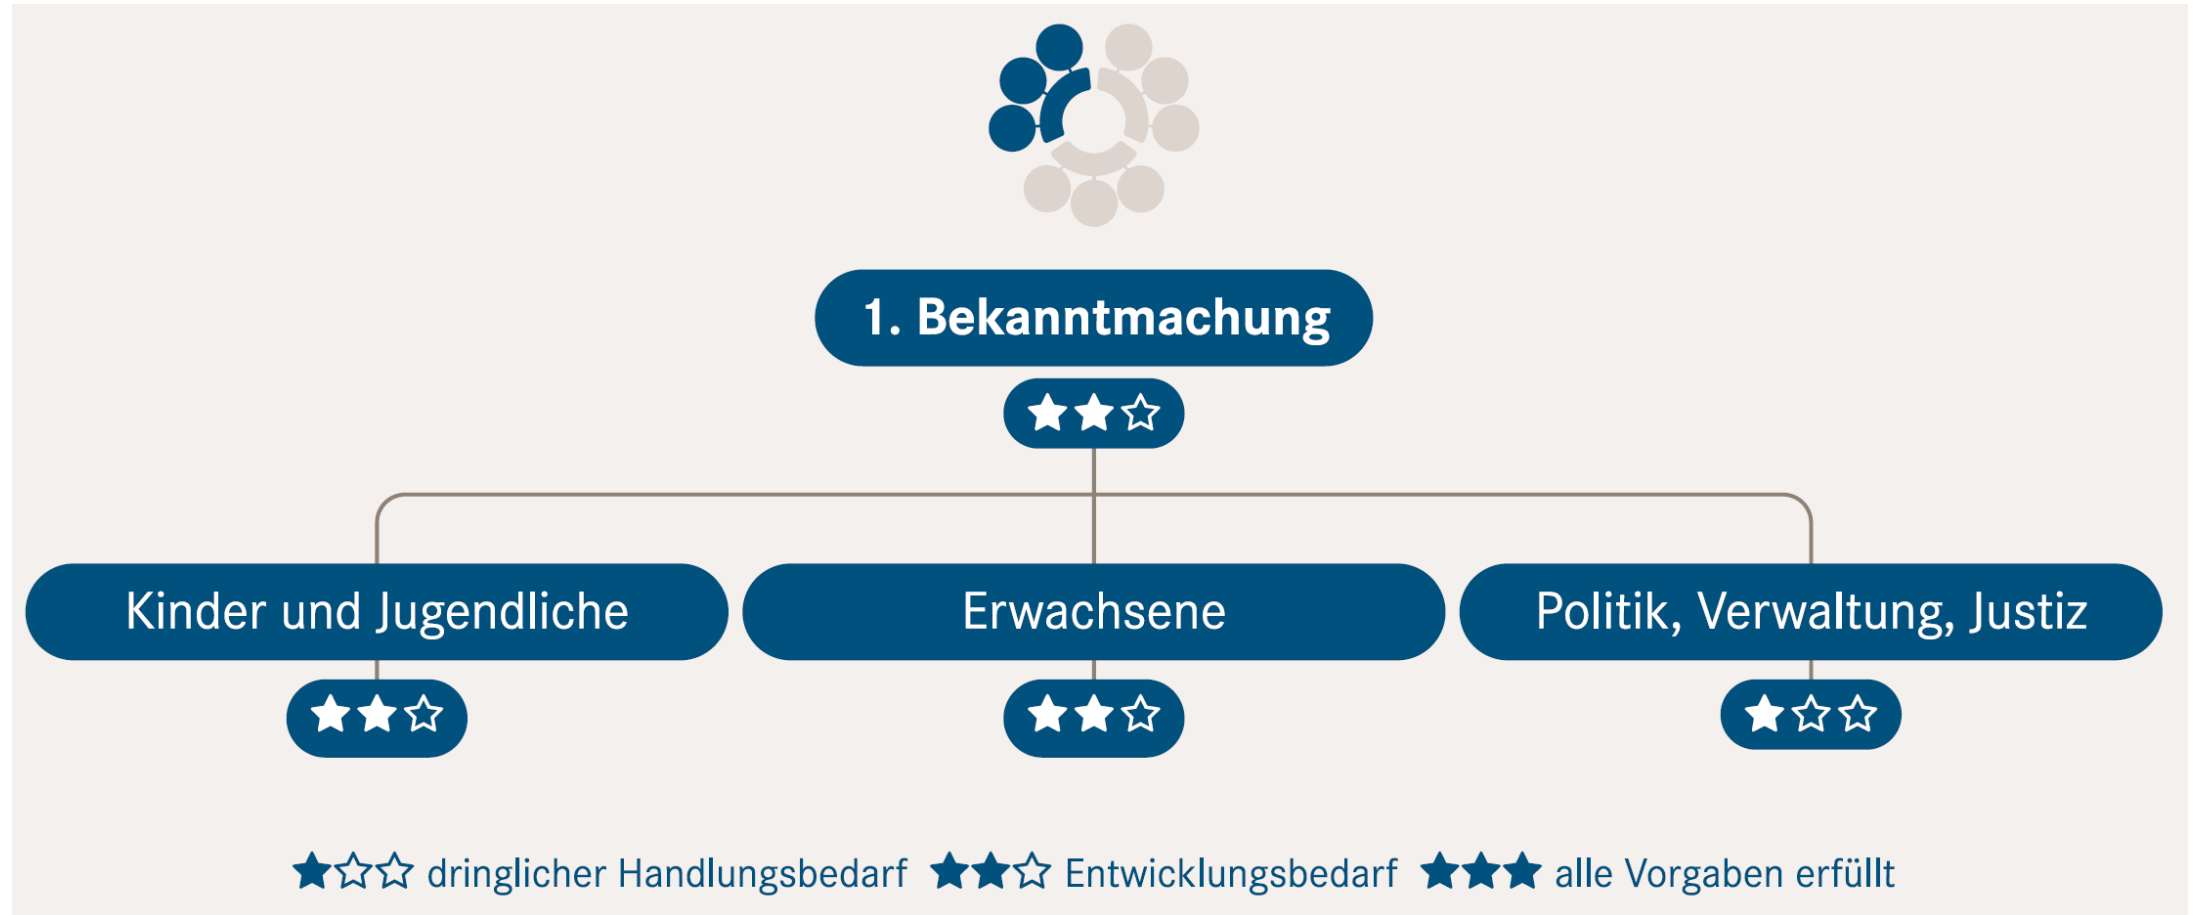 1. Bekanntmachung
★★☆
Kinder und Jugendliche
Erwachsene
Politik, Verwaltung, Justiz
★★☆
★★☆
★☆☆
★☆☆ dringlicher Handlungsbedarf ★★☆ Entwicklungsbedarf ★★★ alle Vorgaben erfüllt